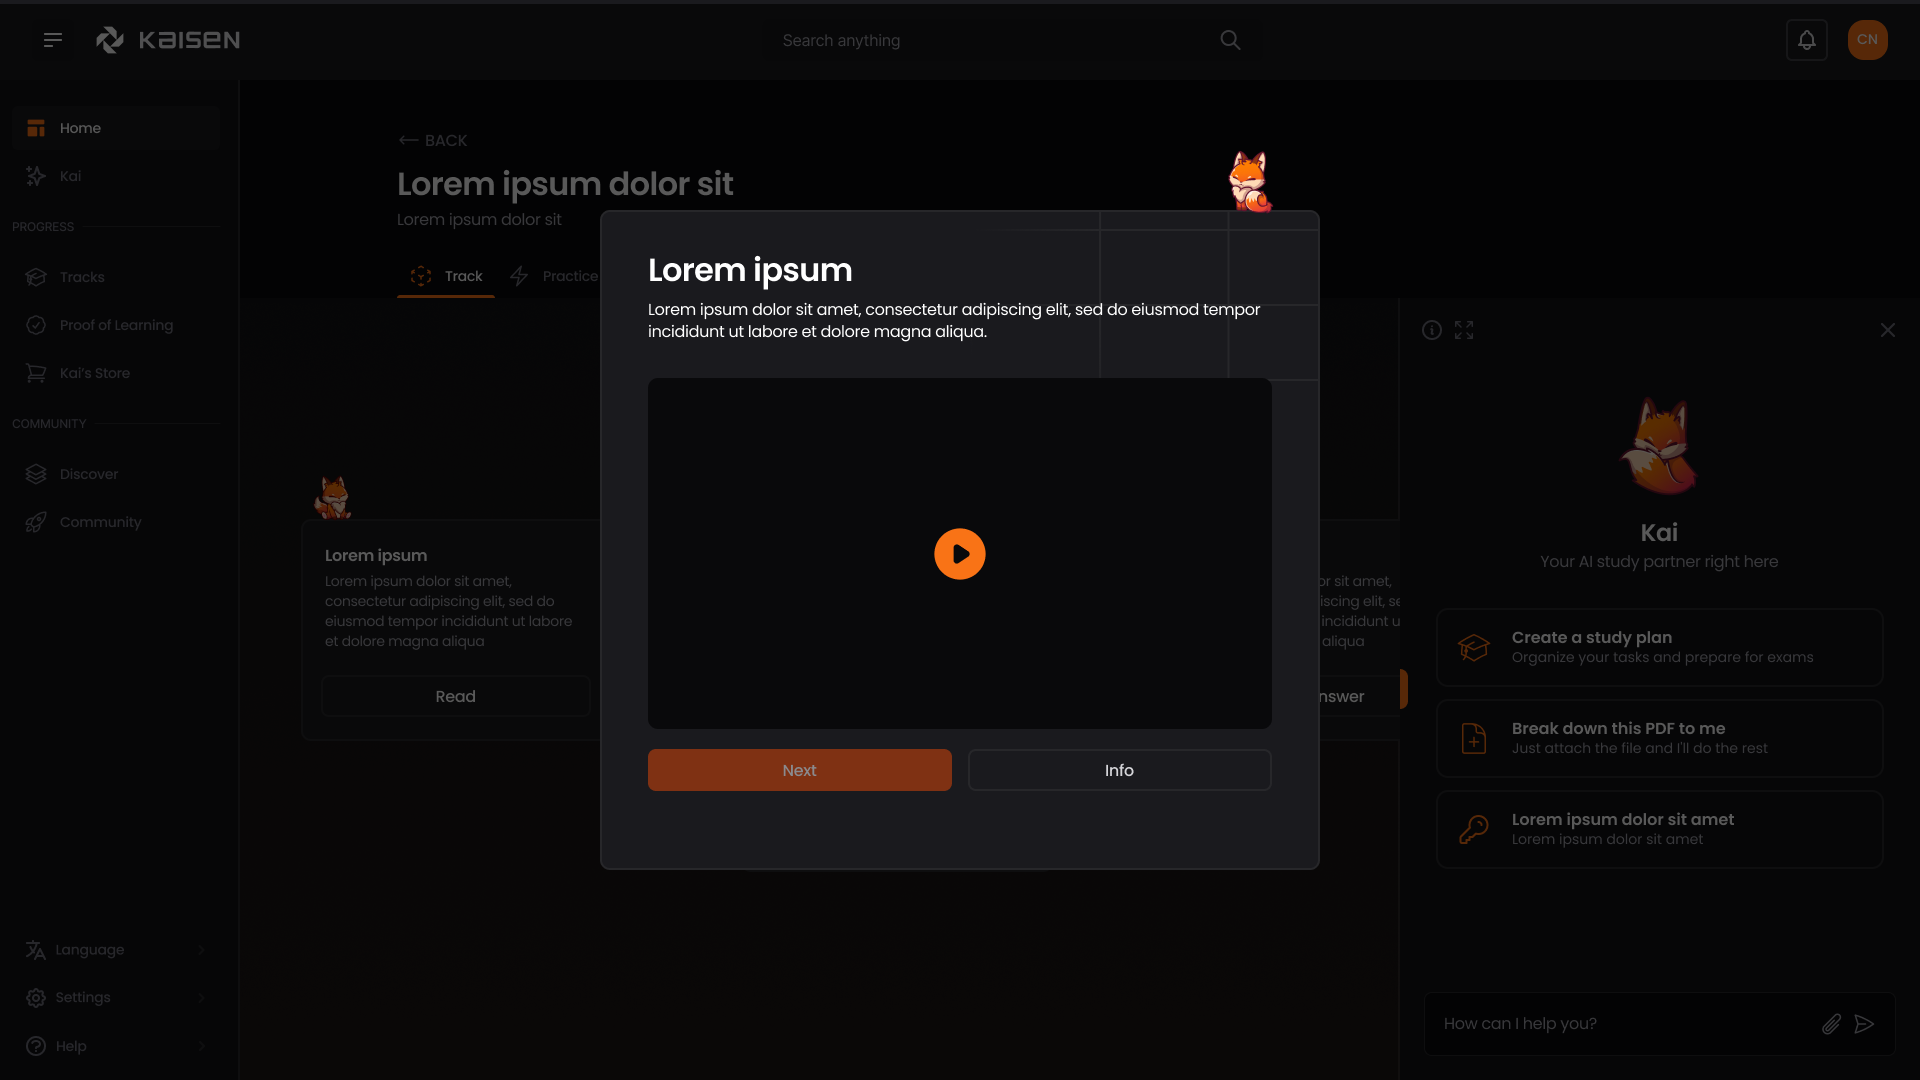 KAISEN
Search anything
CN
Home
Kai
PROGRESS
Tracks
Proof of Learning
Kai's Store
COMMUNITY
Discover
Community
Language
Settings
Help
BACK
Lorem ipsum dolor sit
Lorem ipsum dolor sit
Track
Practice
Lorem ipsum
Lorem ipsum dolor sit amet,
consectetur adipiscing elit, sed do
eiusmod tempor incididunt ut labore
et dolore magna aliqua
Read
Lorem ipsum
Lorem ipsum dolor sit amet, consectetur adipiscing elit, sed do eiusmod tempor
incididunt ut labore et dolore magna aliqua.
Next
Info
or sit amet,
iscing elit, se
incididunt u
aliqua
nswer
Kai
Your AI study partner right here
Create a study plan
Organize your tasks and prepare for exams
Break down this PDF to me
Just attach the file and I'll do the rest
Lorem ipsum dolor sit amet
Lorem ipsum dolor sit amet
How can I help you?